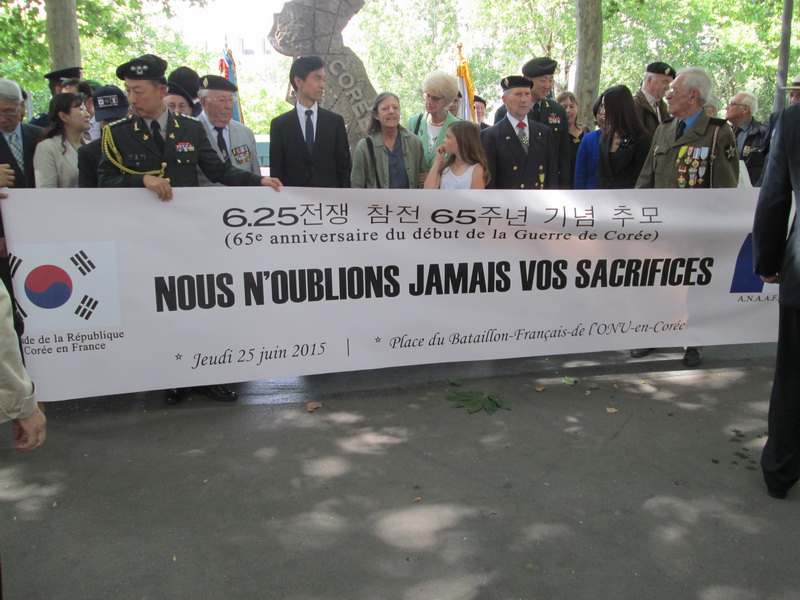 CORÉE
6.25전쟁 참전 65주년 기념 추모
(65e anniversaire du début de la Guerre de Corée)
NOUS N'OUBLIONS JAMAIS VOS SACRIFICES
de la République
Corée en France
A.N.A.A.F.
* Jeudi 25 juin 2015 | * Place du Bataillon-Français-de l'ONU-en-Corée